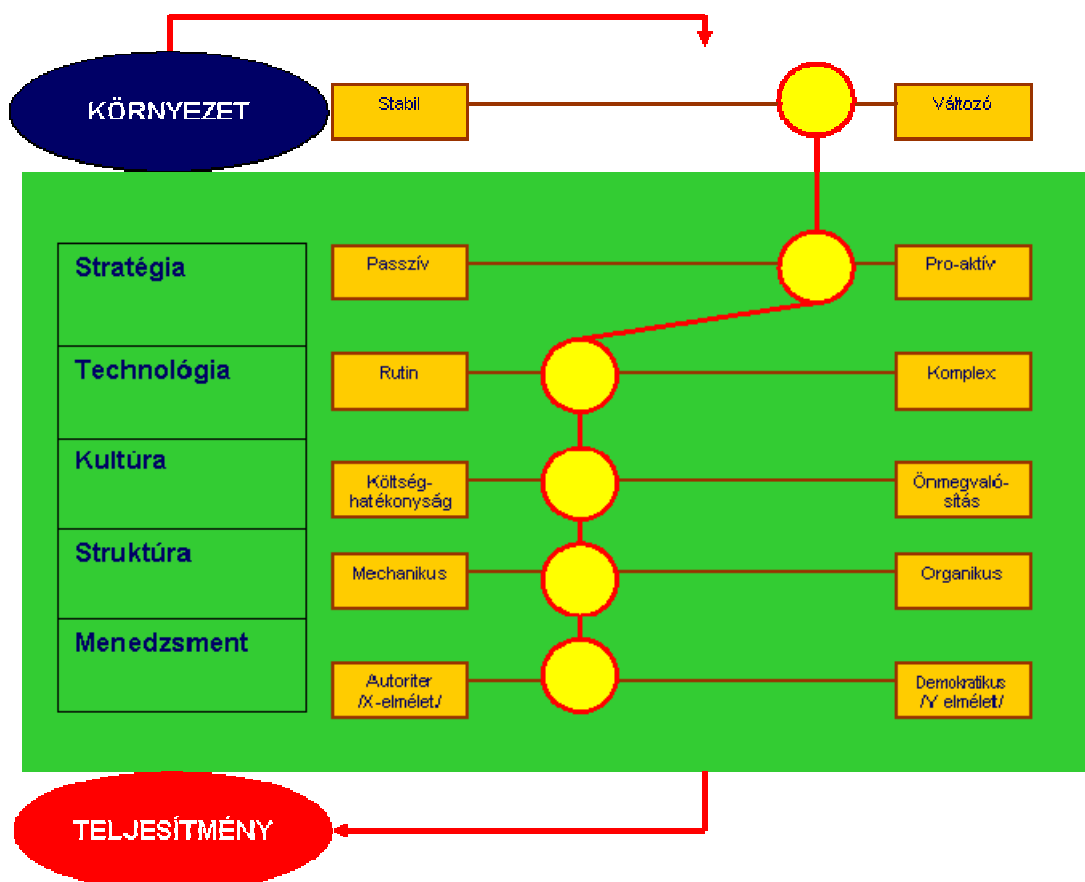 KÖRNYEZET
Stabil
Változó
Stratégia
Passzív
Pro-aktív
Technológia
Rutin
Komplex
Kultúra
Költség-
hatékonyság
Önmegvaló-
sítás
Struktúra
Mechanikus
Organikus
Menedzsment
Autoriter
/X-elmélet/
Demokratikus
/Y elmélet/
TELJESÍTMÉNY